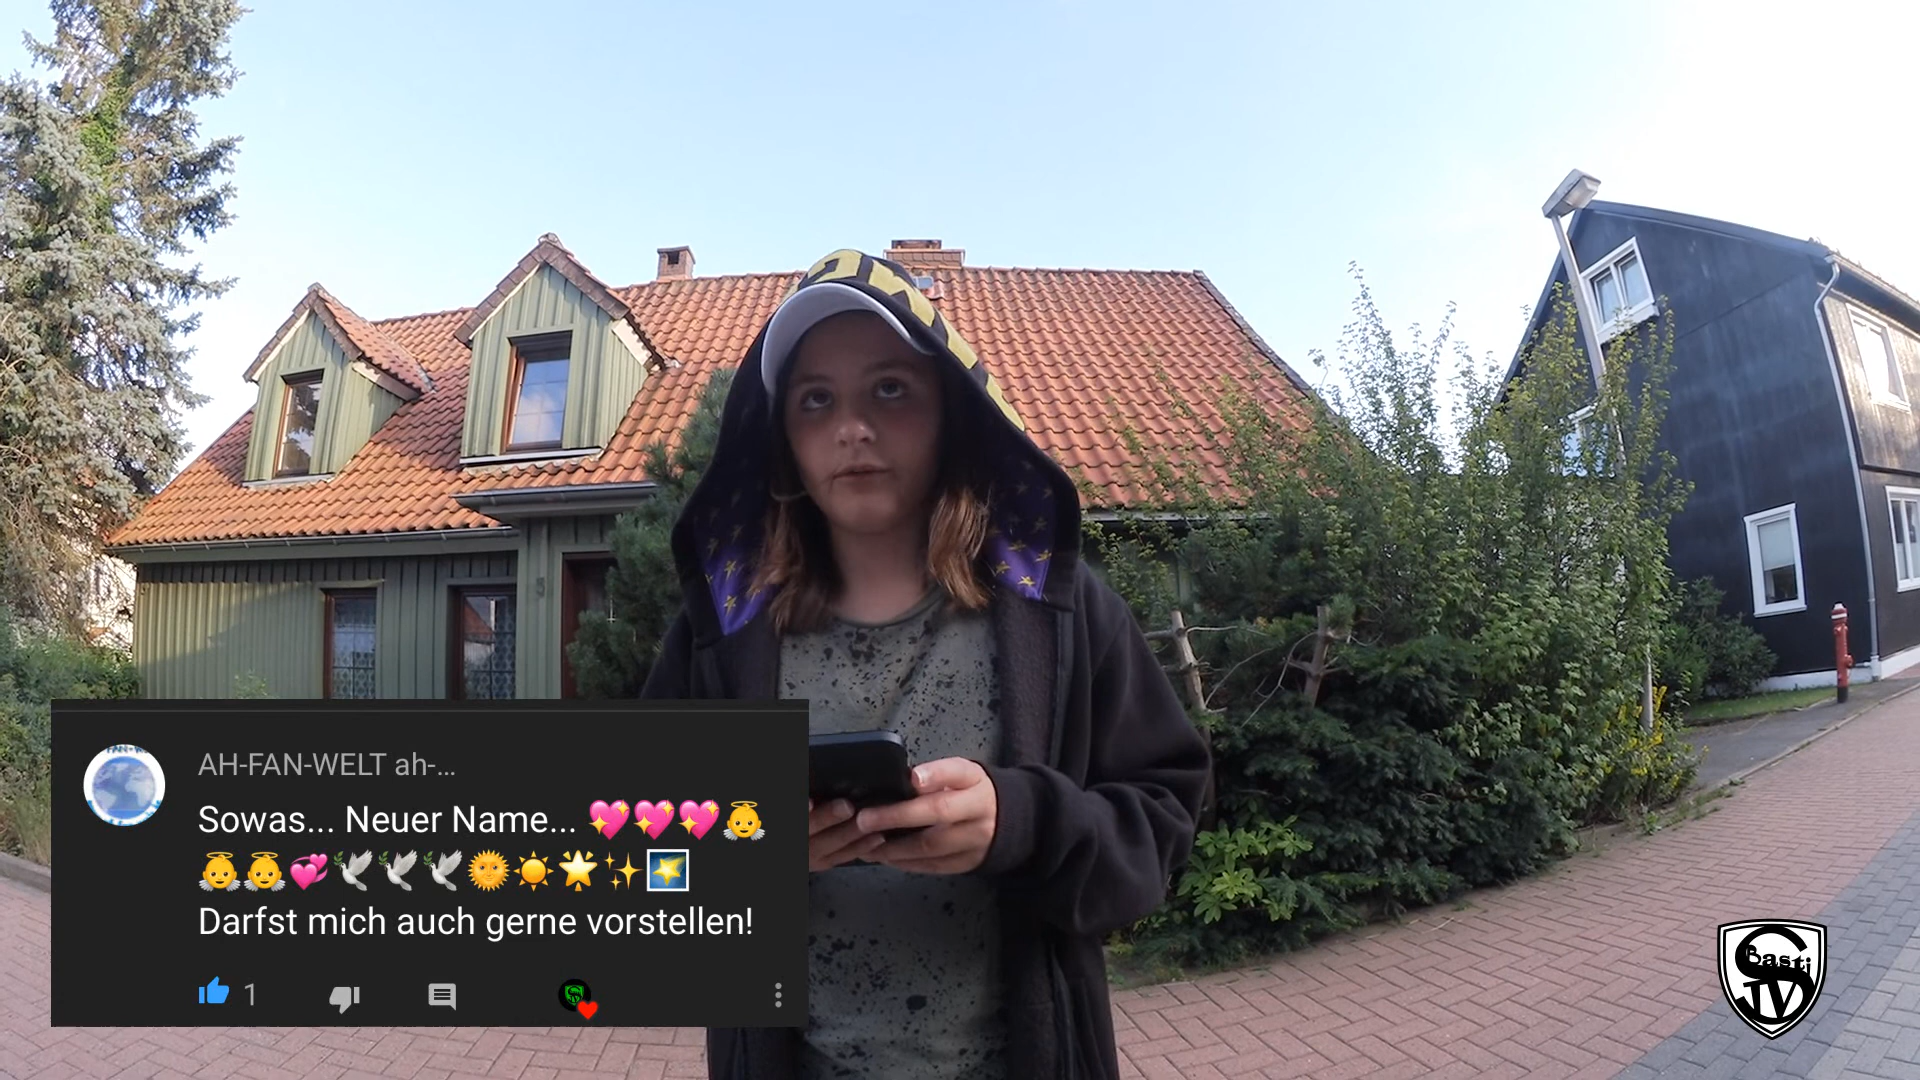 AH-FAN-WELT ah-...
Sowas... Neuer Name... 💖💖💖👼
👼👼💞🕊🕊🕊🌞☀🌟✨🌠
Darfst mich auch gerne vorstellen!
1
Basti
TV